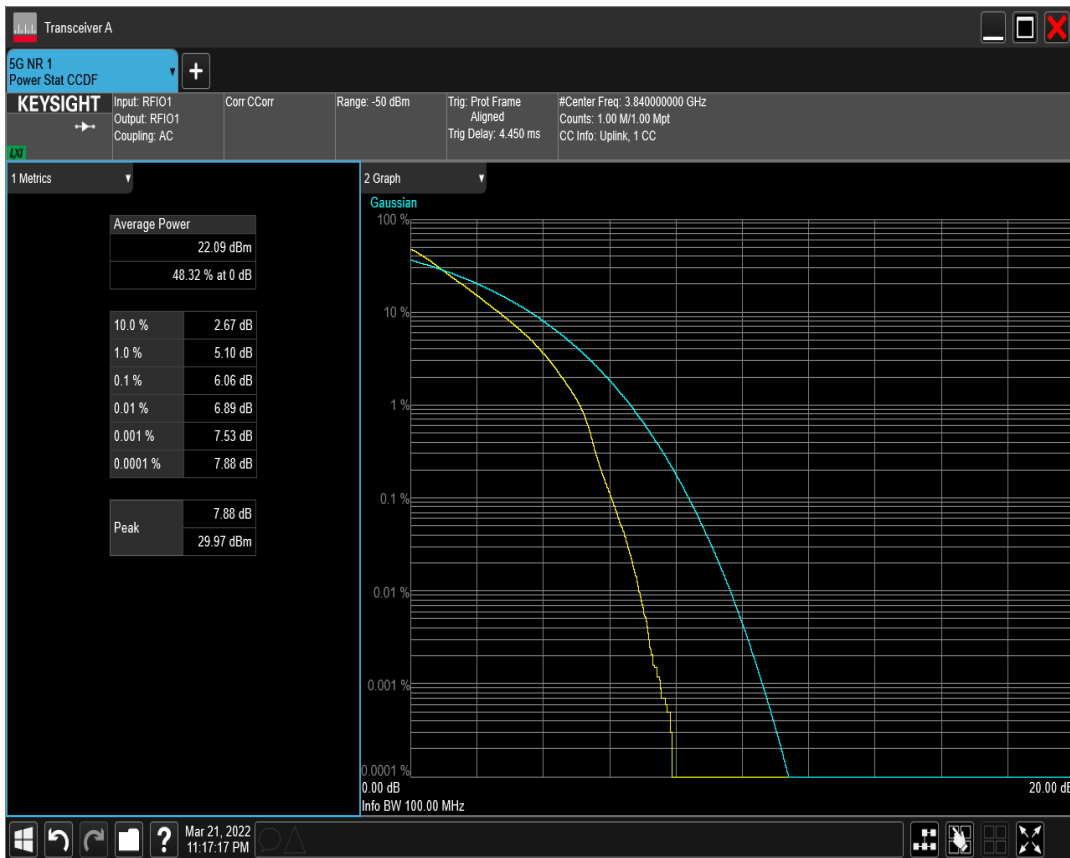 Transceiver A
5G NR 1
Power Stat CCDF
+
KEYSIGHT
LXI
Input: RFIO1
Output: RFIO1
Coupling: AC
Corr CCorr
Range: -50 dBm
Trig: Prot Frame
Aligned
Trig Delay: 4.450 ms
#Center Freq: 3.840000000 GHz
Counts: 1.00 M/1.00 Mpt
CC Info: Uplink, 1 CC
1 Metrics
Average Power
22.09 dBm
48.32 % at 0 dB
10.0 % 2.67 dB
1.0 % 5.10 dB
0.1 % 6.06 dB
0.01 % 6.89 dB
0.001 % 7.53 dB
0.0001 % 7.88 dB
Peak 7.88 dB
29.97 dBm
2 Graph
Gaussian
100 %
10 %
1 %
0.1 %
0.01 %
0.001 %
0.0001 %
0.00 dB 20.00 dB
Info BW 100.00 MHz
?
Mar 21, 2022
11:17:17 PM